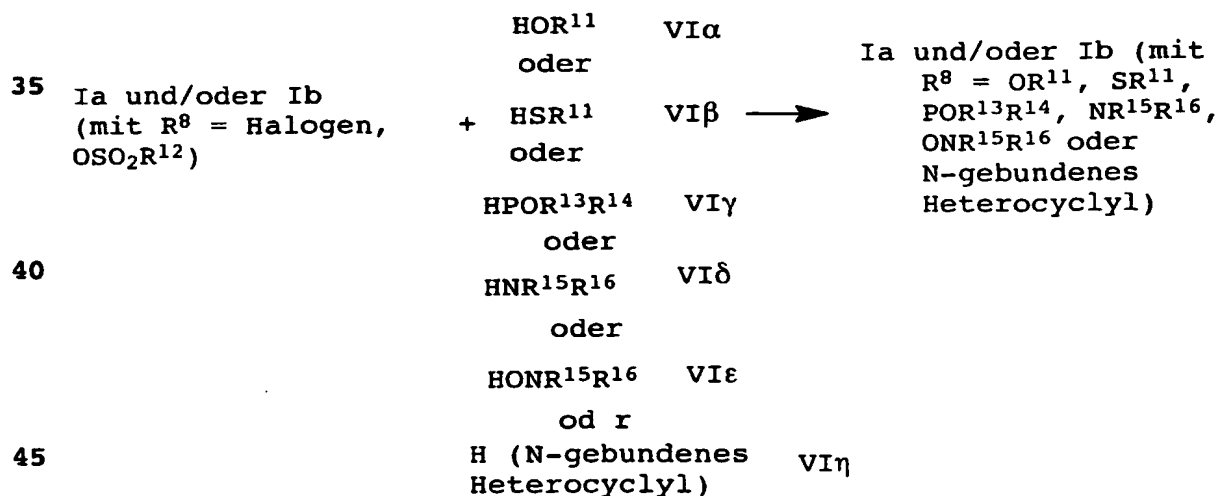 HOR¹¹ VIα
oder
35 Ia und/oder Ib (mit R⁸ = Halogen, OSO₂R¹²) + HSR¹¹ VIβ ⟶ Ia und/oder Ib (mit R⁸ = OR¹¹, SR¹¹, POR¹³R¹⁴, NR¹⁵R¹⁶, ONR¹⁵R¹⁶ oder N-gebundenes Heterocyclyl)
oder
HPOR¹³R¹⁴ VIγ
oder
40 HNR¹⁵R¹⁶ VIδ
oder
HONR¹⁵R¹⁶ VIε
od r
45 H (N-gebundenes VIη
Heterocyclyl)